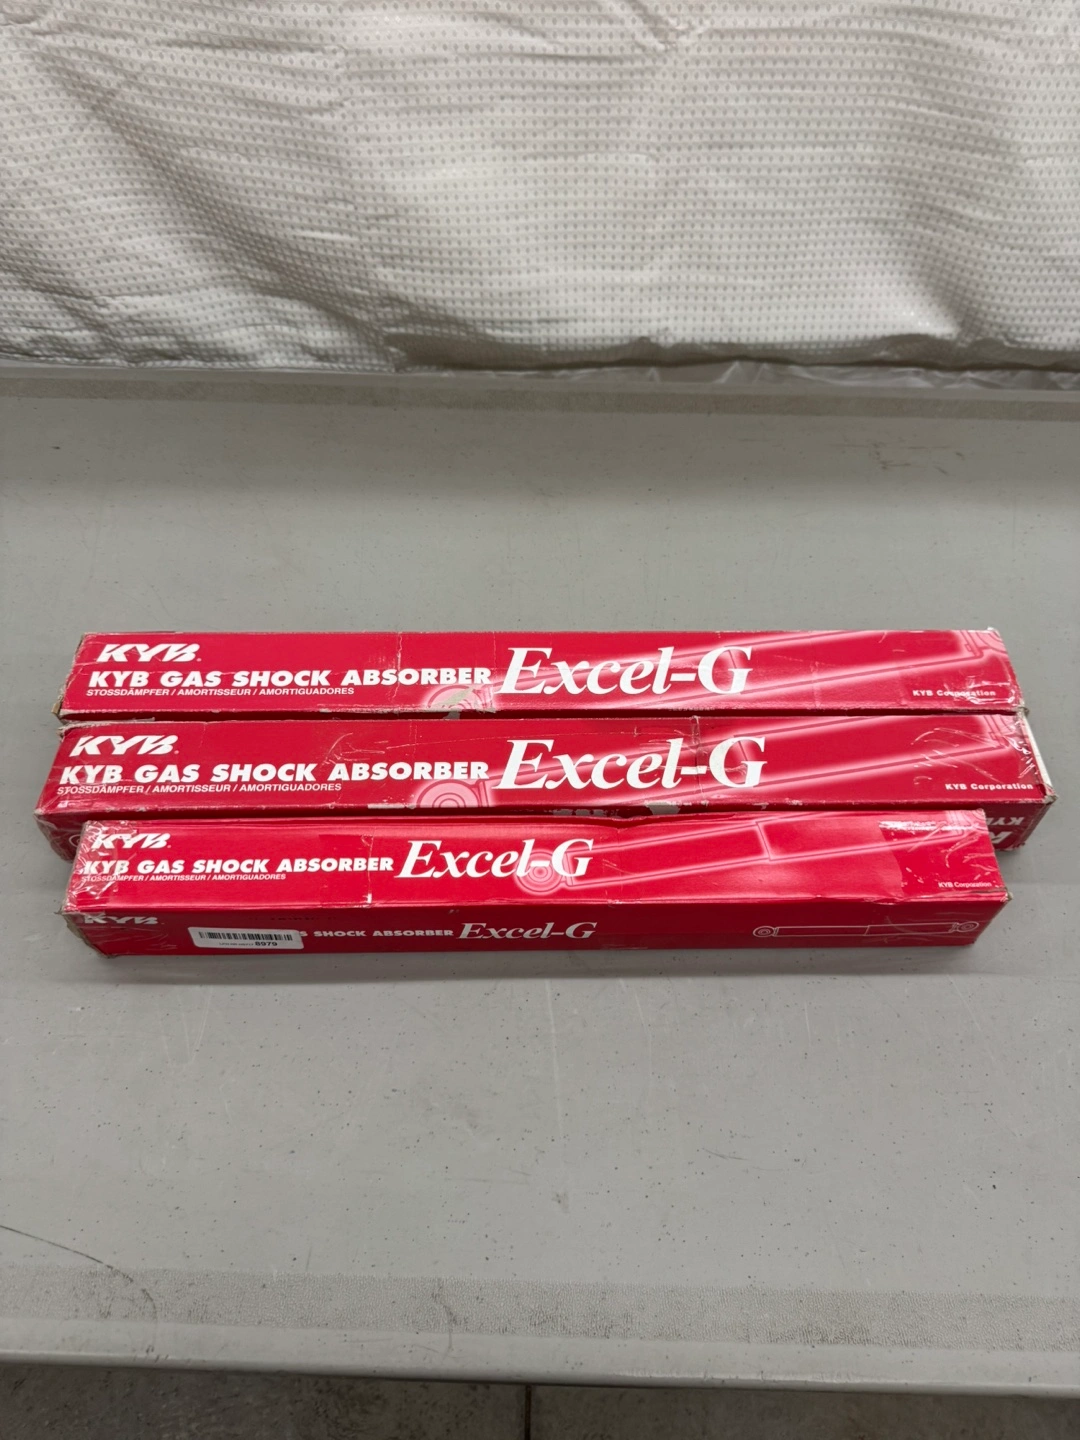 KYB
KYB GAS SHOCK ABSORBER Excel-G
STOSSDÄMPFER / AMORTISSEUR / AMORTIGUADORES
KYB Corporation
KYB
KYB GAS SHOCK ABSORBER Excel-G
STOSSDÄMPFER / AMORTISSEUR / AMORTIGUADORES
KYB Corporation
KYB
KYB GAS SHOCK ABSORBER Excel-G
STOSSDÄMPFER / AMORTISSEUR / AMORTIGUADORES
KYB Corporation
KYB
SHOCK ABSORBER Excel-G
8979